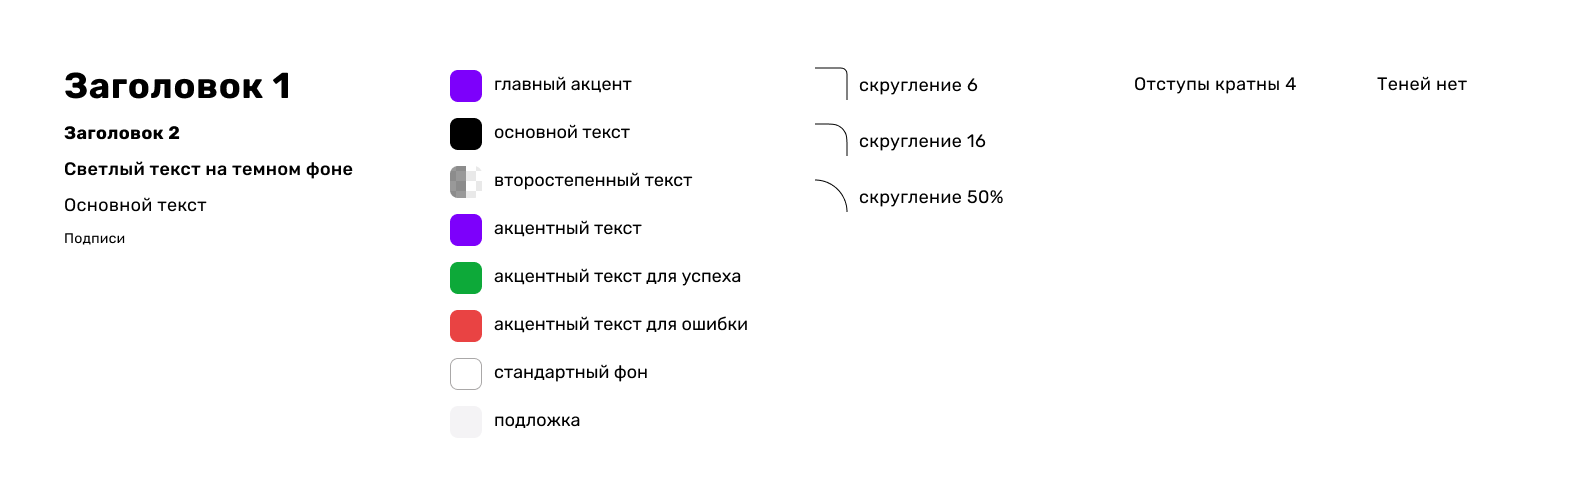 Заголовок 1
Заголовок 2
Светлый текст на темном фоне
Основной текст
Подписи
главный акцент
основной текст
второстепенный текст
акцентный текст
акцентный текст для успеха
акцентный текст для ошибки
стандартный фон
подложка
скругление 6
скругление 16
скругление 50%
Отступы кратны 4
Теней нет